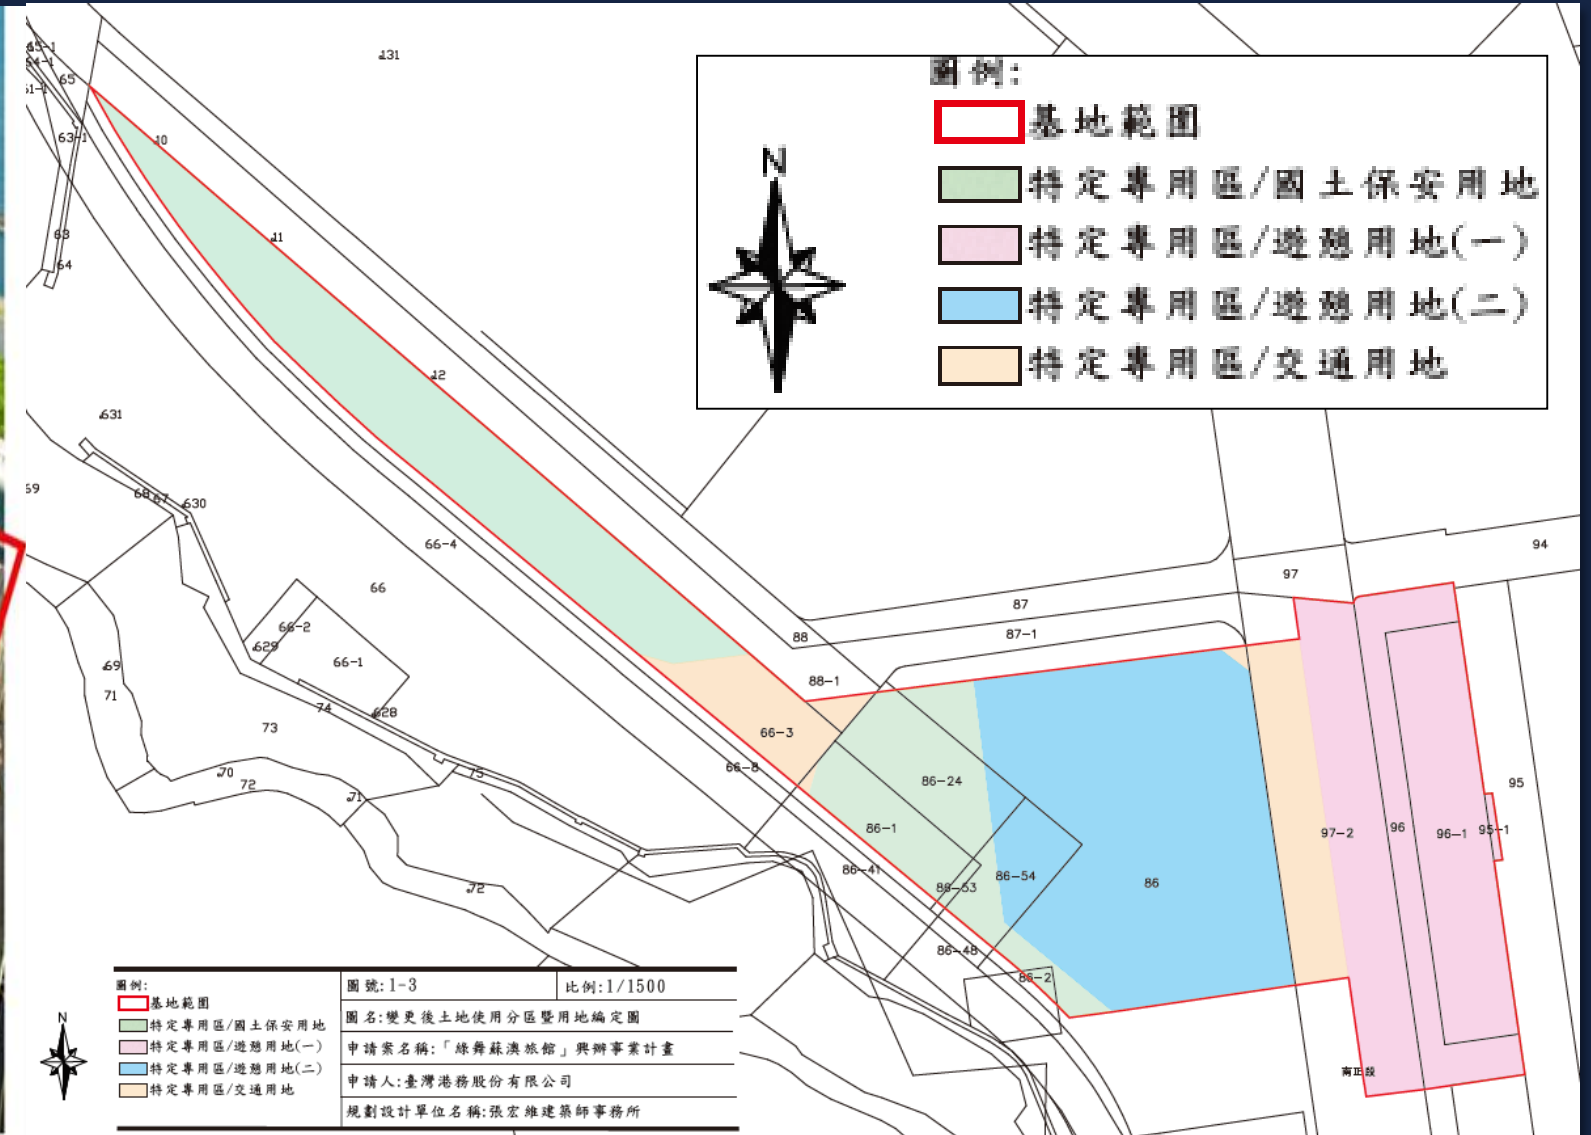 65-1
64-1
61-1
65
131
63-1
10
63
64
11
12
圖例:
基地範圍
N
特定專用區/國土保安用地
特定專用區/遊憩用地(一)
特定專用區/遊憩用地(二)
特定專用區/交通用地
631
69
68
67
630
66-4
66
94
97
87
87-1
88
66-2
629
66-1
69
71
88-1
74
628
73
66-3
66-8
75
70
72
71
86-24
95
86-1
97-2
96
96-1
95-1
86-41
86-54
86
86-53
72
86-48
86-2
南正段
圖例:
基地範圍
特定專用區/國土保安用地
特定專用區/遊憩用地(一)
特定專用區/遊憩用地(二)
特定專用區/交通用地
N
圖號:1-3
比例:1/1500
圖名:變更後土地使用分區暨用地編定圖
申請案名稱:「綠舞蘇澳旅館」興辦事業計畫
申請人:臺灣港務股份有限公司
規劃設計單位名稱:張宏維建築師事務所